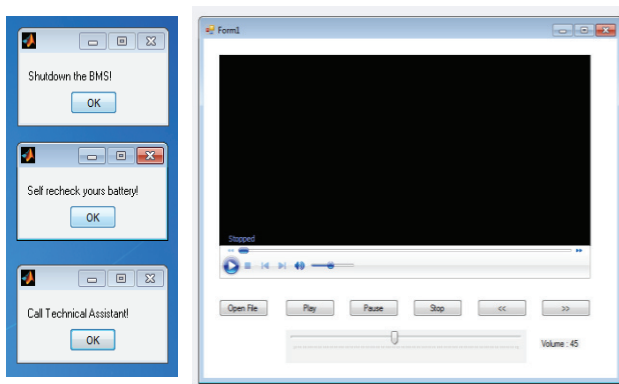 Shutdown the BMS!
OK
Self recheck yours battery!
OK
Call Technical Assistant!
OK
Form1
Stopped
Open File Play Pause Stop << >>
Volume : 45